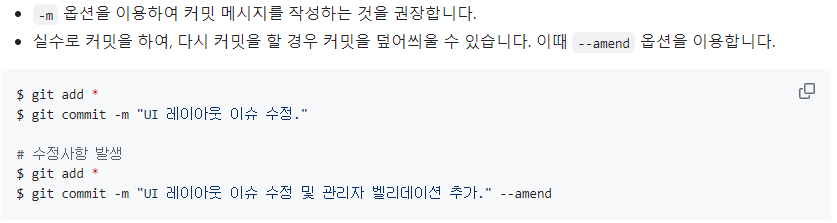 -m 옵션을 이용하여 커밋 메시지를 작성하는 것을 권장합니다.
실수로 커밋을 하여, 다시 커밋을 할 경우 커밋을 덮어씌울 수 있습니다. 이때 --amend 옵션을 이용합니다.
$ git add *
$ git commit -m "UI 레이아웃 이슈 수정."
# 수정사항 발생
$ git add *
$ git commit -m "UI 레이아웃 이슈 수정 및 관리자 벨리데이션 추가." --amend